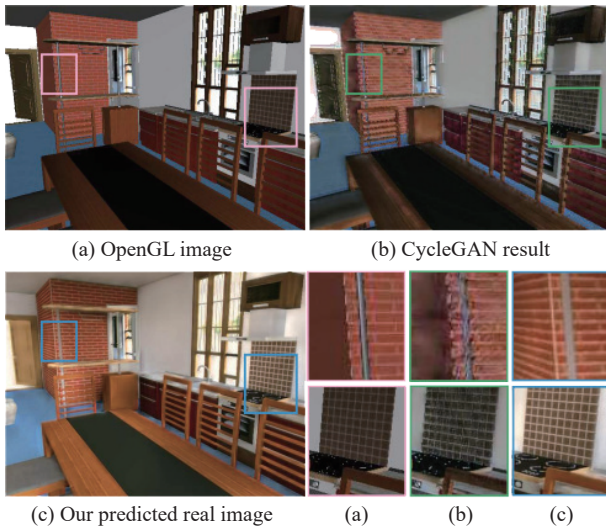 (a) OpenGL image
(b) CycleGAN result
(c) Our predicted real image
(a)
(b)
(c)